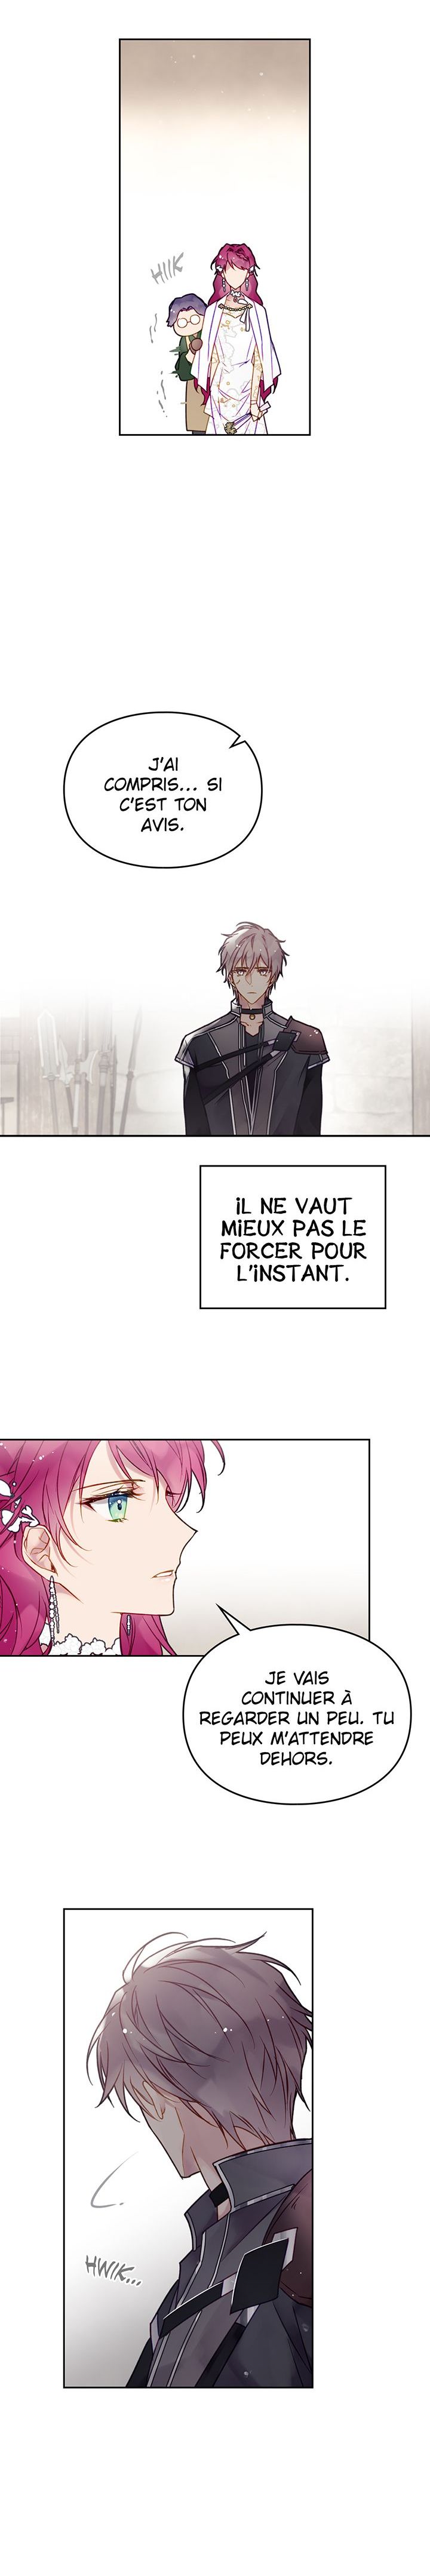 HIIK
J'AI
COMPRIS... SI
C'EST TON
AVIS.
IL NE VAUT
MIEUX PAS LE
FORCER POUR
L'INSTANT.
JE VAIS
CONTINUER À
REGARDER UN PEU. TU
PEUX M'ATTENDRE
DEHORS.
HWIK...